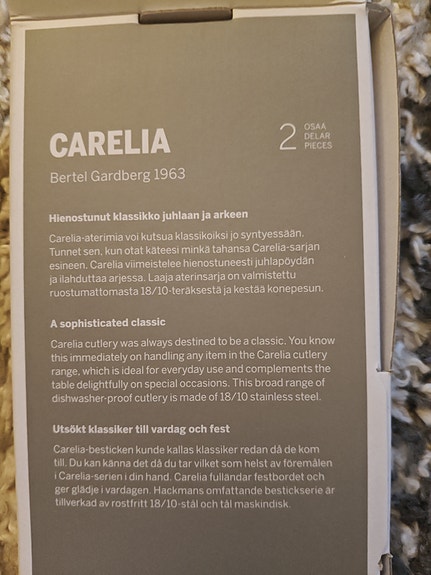 CARELIA
Bertel Gardberg 1963
2 OSAA
DELAR
PIECES
Hienostunut klassikko juhlaan ja arkeen
Carelia-aterimia voi kutsua klassikoiksi jo syntyessään.
Tunnet sen, kun otat käteesi minkä tahansa Carelia-sarjan
esineen. Carelia viimeistelee hienostuneesti juhlapöydän
ja ilahduttaa arjessa. Laaja aterinsarja on valmistettu
ruostumattomasta 18/10-teräksestä ja kestää konepesun.
A sophisticated classic
Carelia cutlery was always destined to be a classic. You know
this immediately on handling any item in the Carelia cutlery
range, which is ideal for everyday use and complements the
table delightfully on special occasions. This broad range of
dishwasher-proof cutlery is made of 18/10 stainless steel.
Utsökt klassiker till vardag och fest
Carelia-besticken kunde kallas klassiker redan då de kom
till. Du kan känna det då du tar vilket som helst av föremålen
i Carelia-serien i din hand. Carelia fulländar festbordet och
ger glädje i vardagen. Hackmans omfattande bestickserie är
tillverkad av rostfritt 18/10-stål och tål maskindisk.